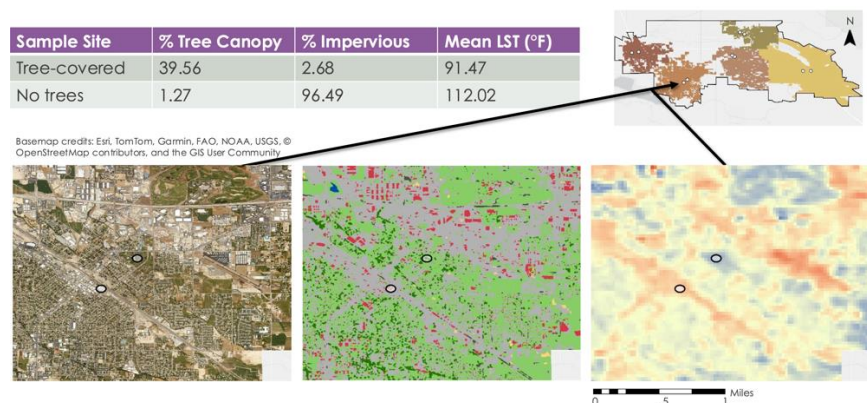 Sample Site % Tree Canopy % Impervious Mean LST (°F)
Tree-covered 39.56 2.68 91.47
No trees 1.27 96.49 112.02
N
Basemap credits: Esri, TomTom, Garmin, FAO, NOAA, USGS, ©
OpenStreetMap contributors, and the GIS User Community
Miles
0 .5 1